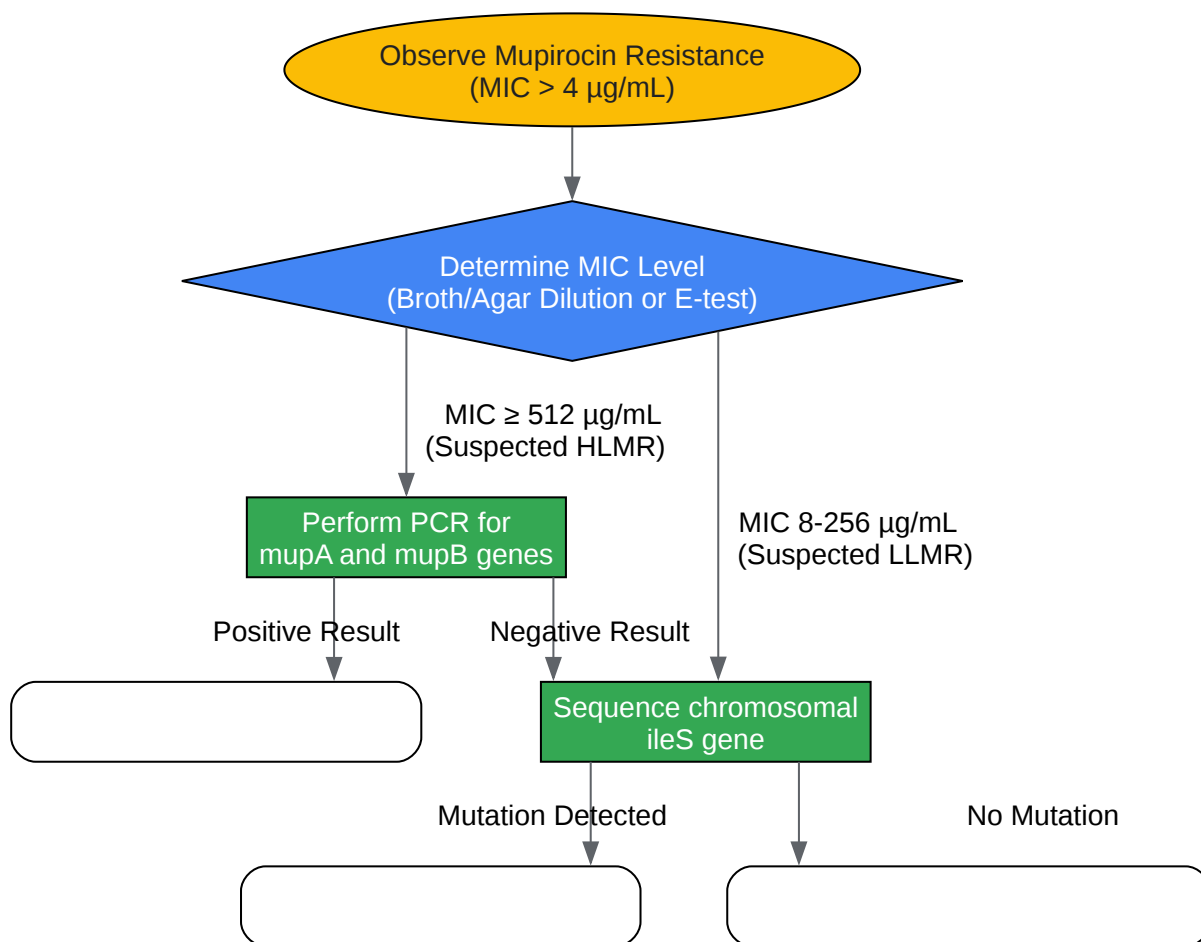 Observe Mupirocin Resistance
(MIC > 4 µg/mL)
Determine MIC Level
(Broth/Agar Dilution or E-test)
MIC ≥ 512 µg/mL
(Suspected HLMR)
Perform PCR for
mupA and mupB genes
MIC 8-256 µg/mL
(Suspected LLMR)
Positive Result
Negative Result
Sequence chromosomal
ileS gene
Mutation Detected
No Mutation